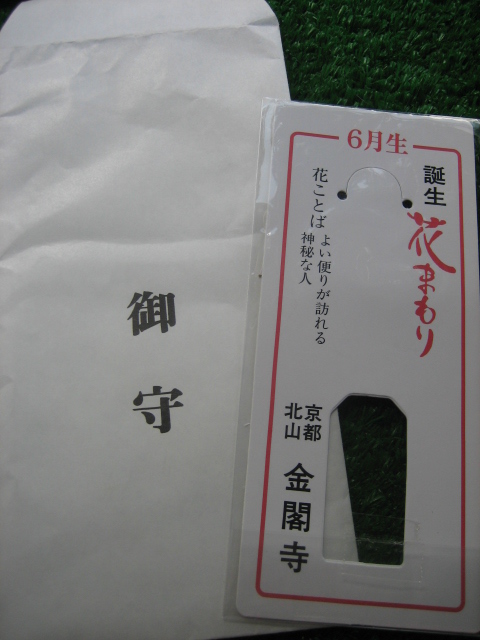 御守
6月生
誕生
花まもり
花ことば
よい便りが訪れる
神秘な人
京都
北山
金閣寺